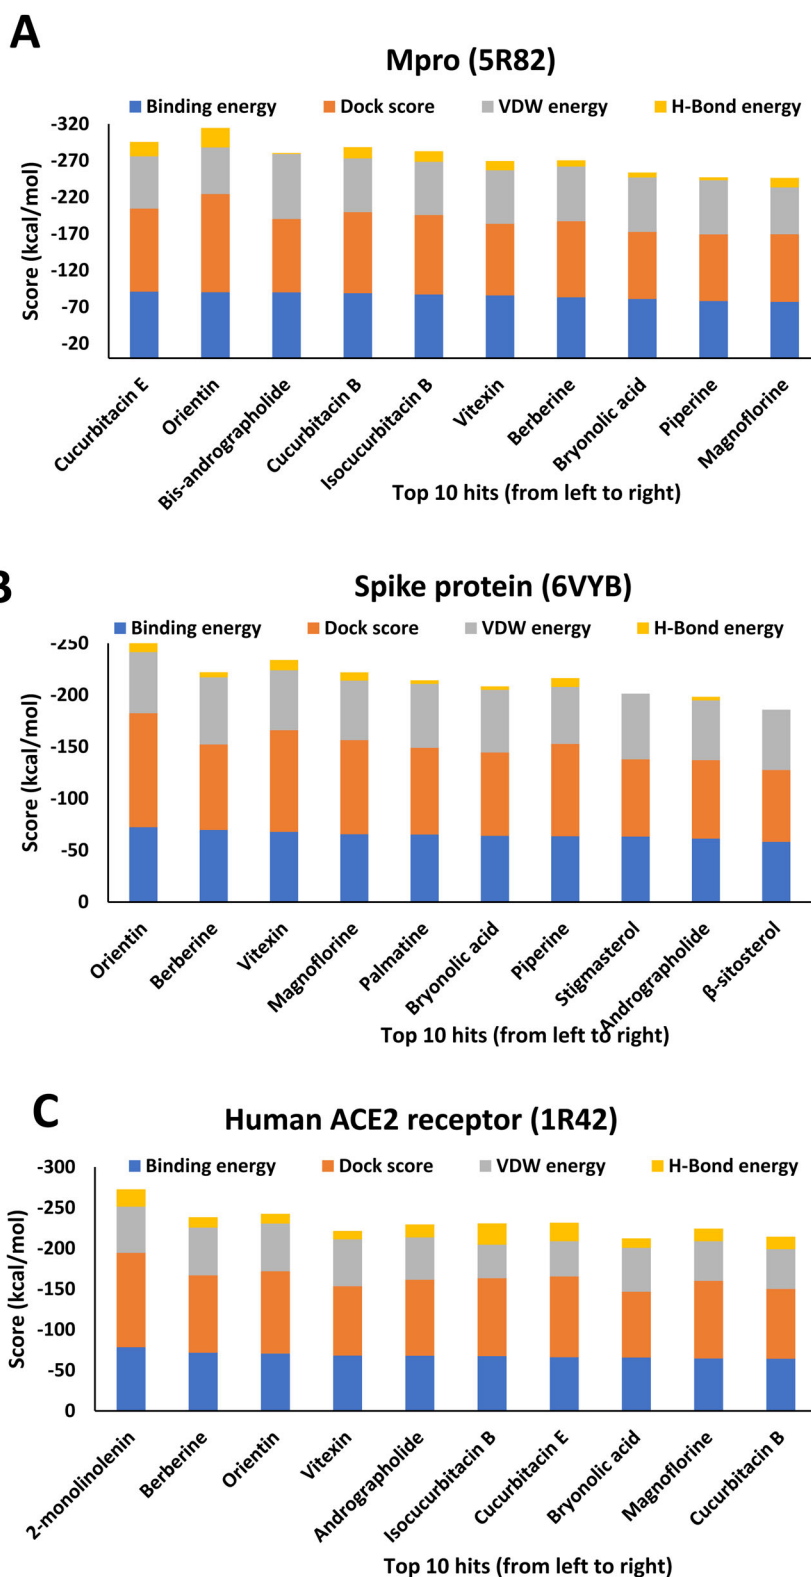 A
Mpro (5R82)
Binding energy Dock score VDW energy H-Bond energy
-320
-270
-220
-170
-120
-70
-20
Score (kcal/mol)
Cucurbitacin E
Orientin
Bis-andrographolide
Cucurbitacin B
Isocucurbitacin B
Vitexin
Berberine
Bryonolic acid
Piperine
Magnoflorine
Top 10 hits (from left to right)
B
Spike protein (6VYB)
Binding energy Dock score VDW energy H-Bond energy
-250
-200
-150
-100
-50
0
Score (kcal/mol)
Orientin
Berberine
Vitexin
Magnoflorine
Palmatine
Bryonolic acid
Piperine
Stigmasterol
Andrographolide
β-sitosterol
Top 10 hits (from left to right)
C
Human ACE2 receptor (1R42)
Binding energy Dock score VDW energy H-Bond energy
-300
-250
-200
-150
-100
-50
0
Score (kcal/mol)
2-monolinolenin
Berberine
Orientin
Vitexin
Andrographolide
Isocucurbitacin B
Cucurbitacin E
Bryonolic acid
Magnoflorine
Cucurbitacin B
Top 10 hits (from left to right)